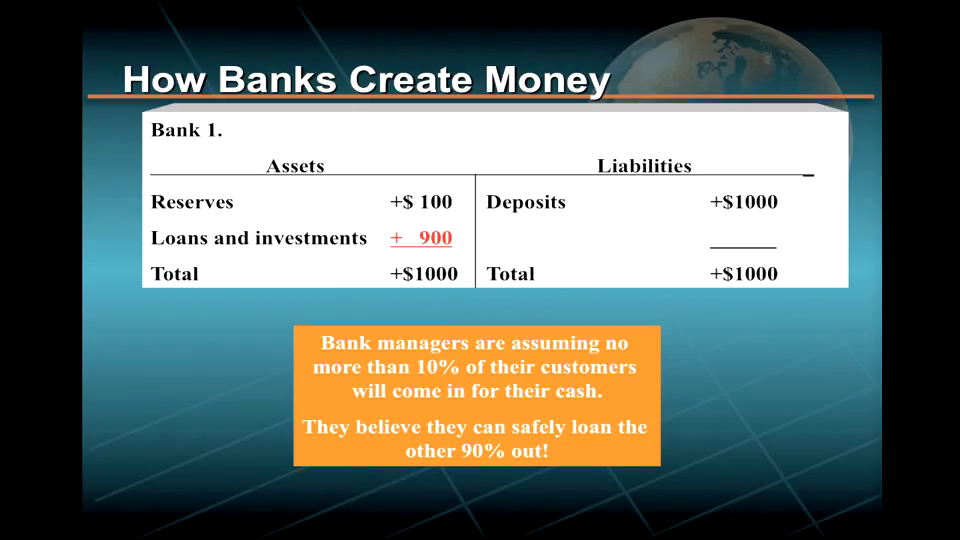 How Banks Create Money
Bank 1.
Assets Liabilities
Reserves +$ 100 Deposits +$1000
Loans and investments + 900
Total +$1000 Total +$1000
Bank managers are assuming no
more than 10% of their customers
will come in for their cash.
They believe they can safely loan the
other 90% out!